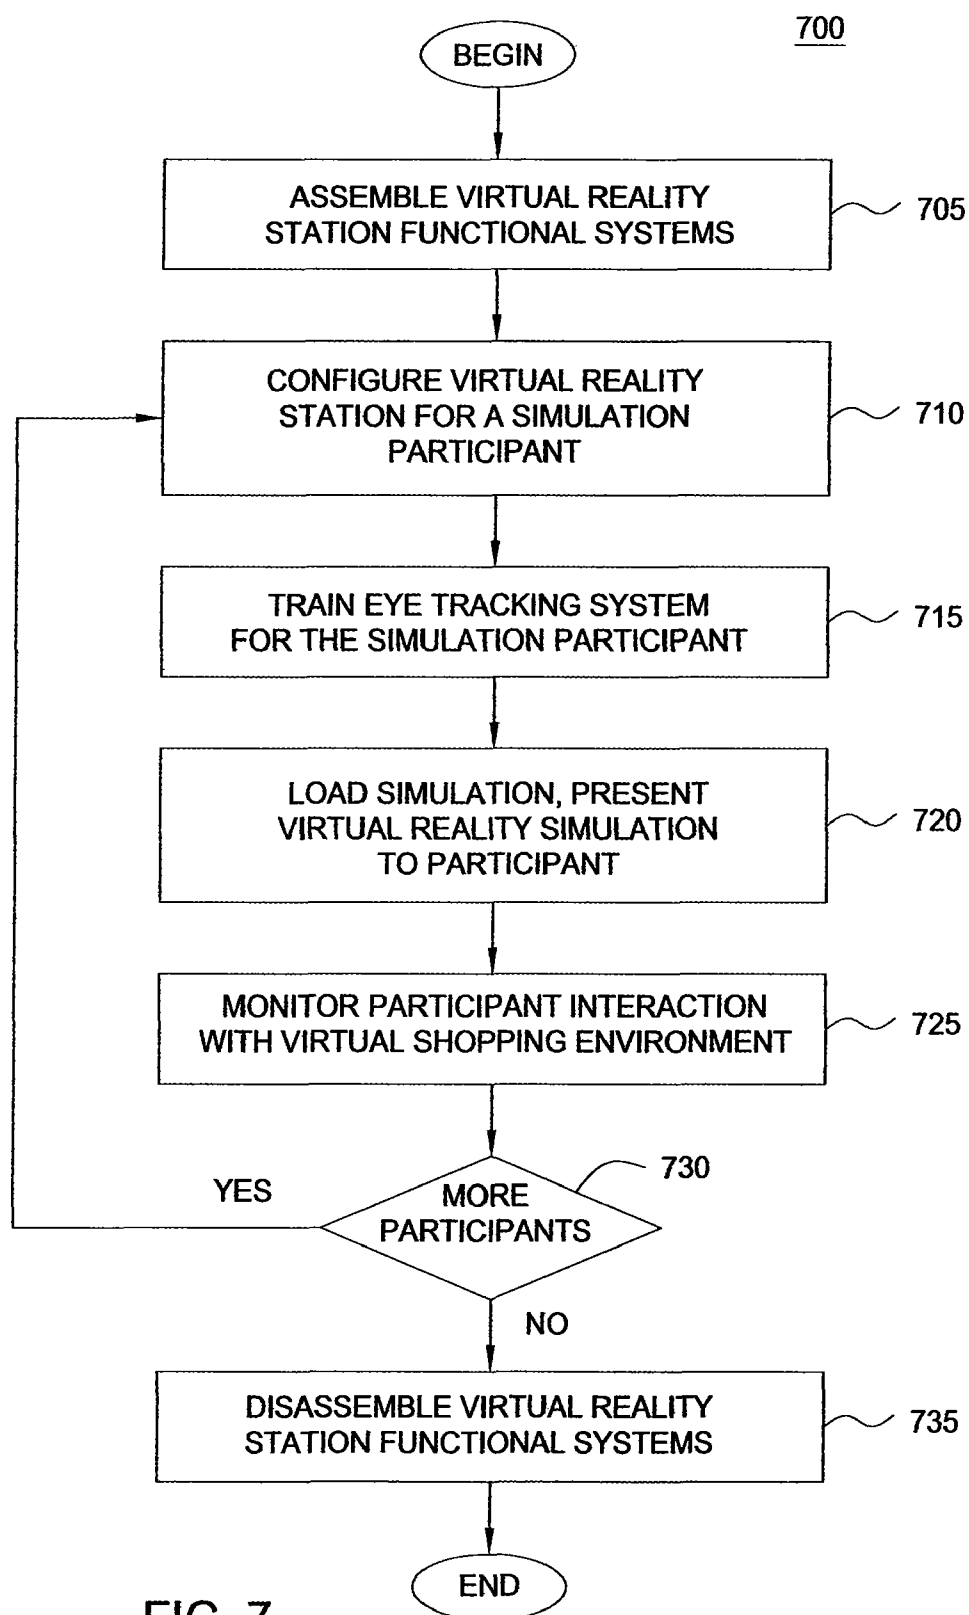 700
BEGIN
ASSEMBLE VIRTUAL REALITY
STATION FUNCTIONAL SYSTEMS
705
CONFIGURE VIRTUAL REALITY
STATION FOR A SIMULATION
PARTICIPANT
710
TRAIN EYE TRACKING SYSTEM
FOR THE SIMULATION PARTICIPANT
715
LOAD SIMULATION, PRESENT
VIRTUAL REALITY SIMULATION
TO PARTICIPANT
720
MONITOR PARTICIPANT INTERACTION
WITH VIRTUAL SHOPPING ENVIRONMENT
725
730
YES
MORE
PARTICIPANTS
NO
DISASSEMBLE VIRTUAL REALITY
STATION FUNCTIONAL SYSTEMS
735
END
FIG. 7